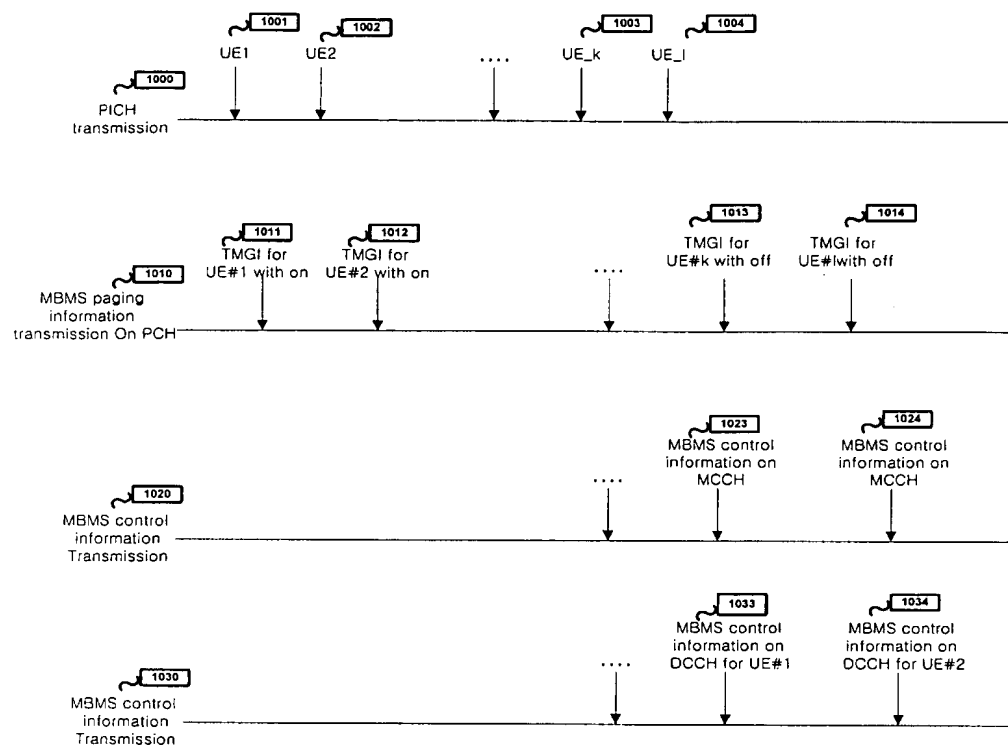 1001
1002
1003
1004
UE1
UE2
....
UE_k
UE_l
1000
PICH
transmission
1011
1012
1013
1014
TMGI for
UE#1 with on
TMGI for
UE#2 with on
....
TMGI for
UE#k with off
TMGI for
UE#lwith off
1010
MBMS paging
information
transmission On PCH
1023
1024
MBMS control
information on
MCCH
MBMS control
information on
MCCH
....
1020
MBMS control
information
Transmission
1033
1034
MBMS control
information on
DCCH for UE#1
MBMS control
information on
DCCH for UE#2
....
1030
MBMS control
information
Transmission